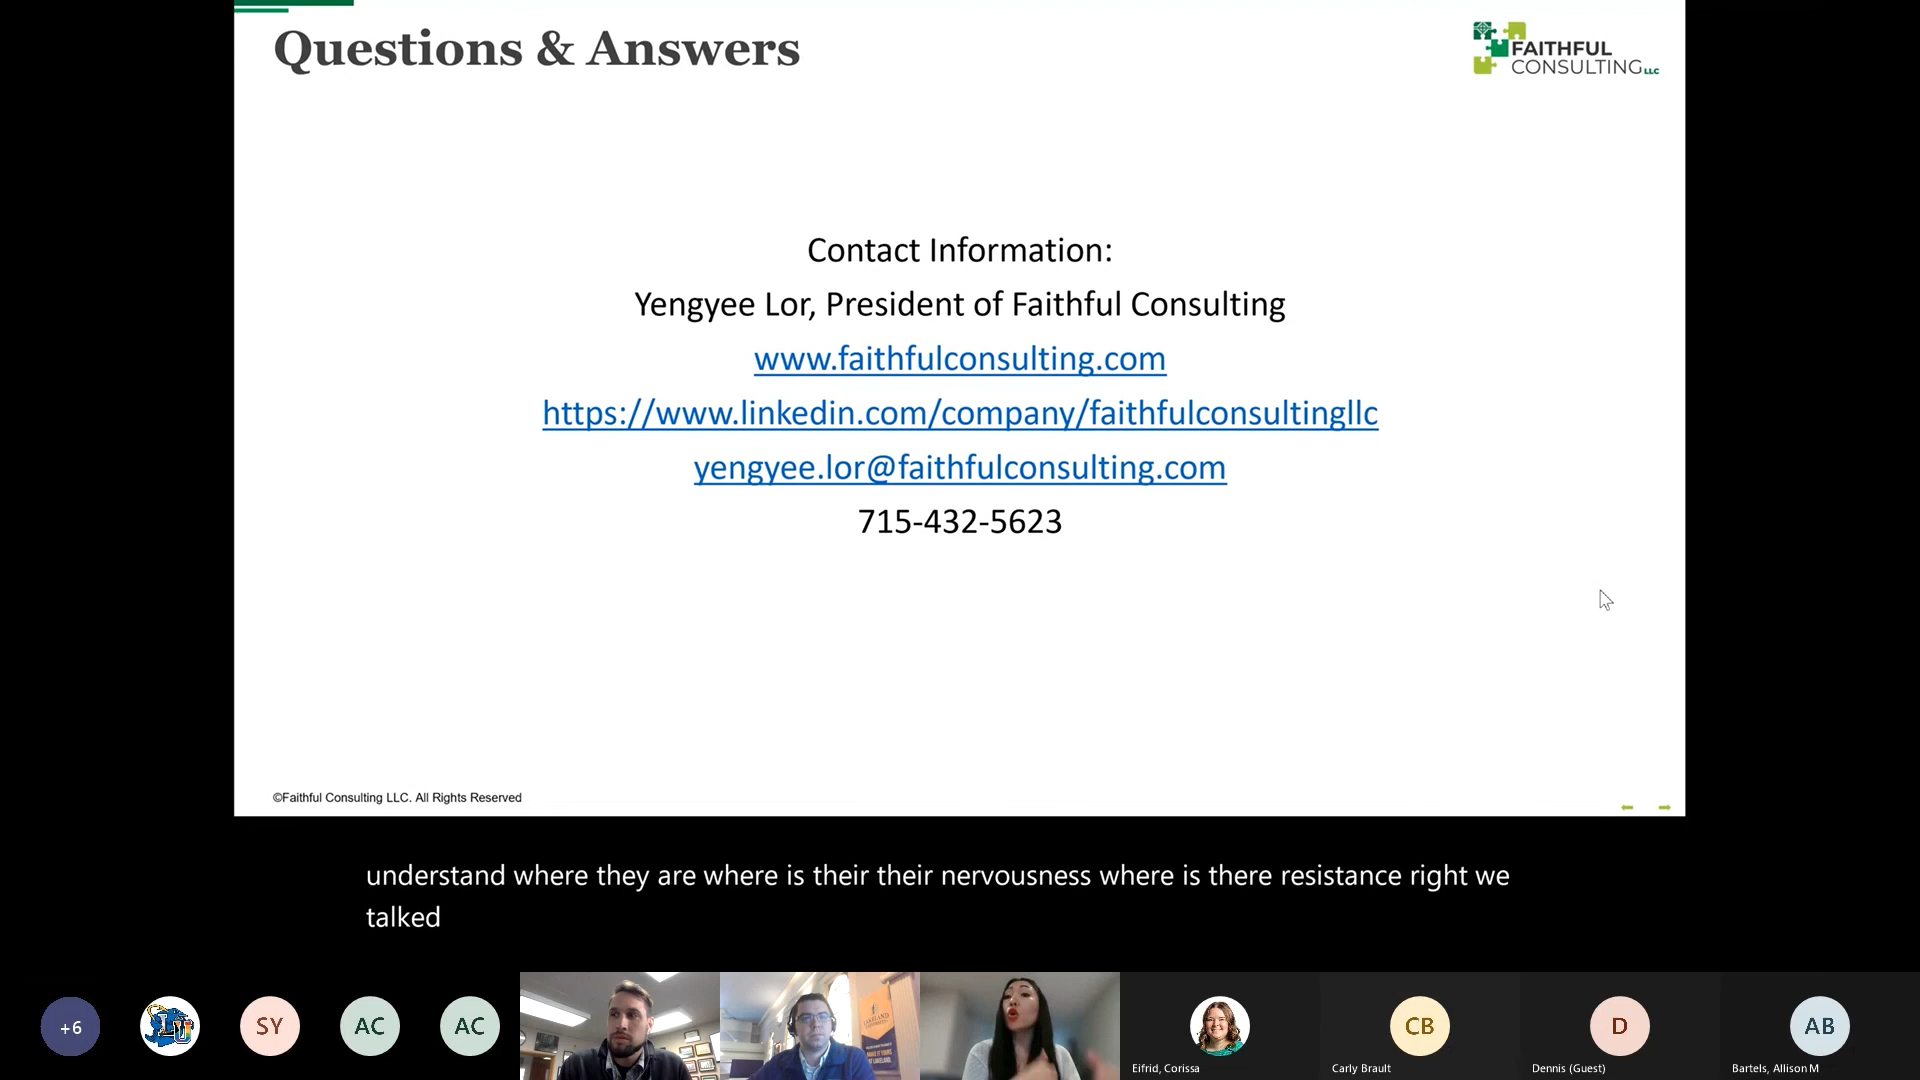 Questions & Answers
FAITHFUL
CONSULTING LLC
Contact Information:
Yengyee Lor, President of Faithful Consulting
www.faithfulconsulting.com
https://www.linkedin.com/company/faithfulconsultingllc
yengyee.lor@faithfulconsulting.com
715-432-5623
©Faithful Consulting LLC. All Rights Reserved
understand where they are where is their their nervousness where is there resistance right we
talked
+6
LU
SY
AC
AC
LAKELAND
CB
D
AB
Eifrid, Corissa
Carly Brault
Dennis (Guest)
Bartels, Allison M